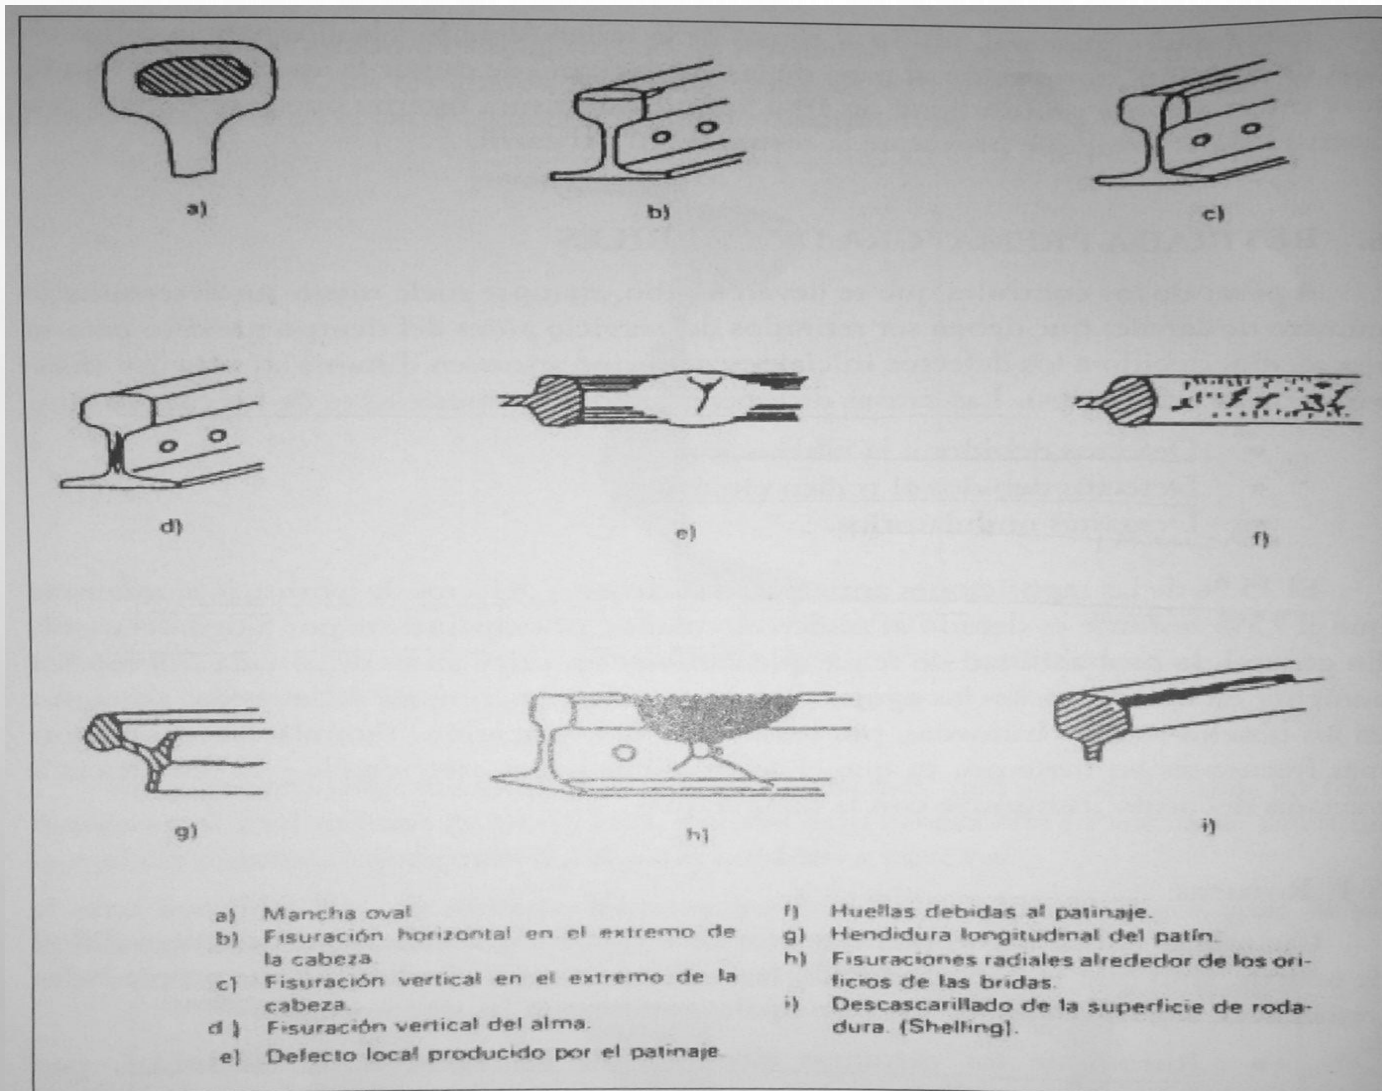 a)
b)
c)
d)
e)
f)
g)
h)
i)
a) Mancha oval
b) Fisuración horizontal en el extremo de
la cabeza.
c) Fisuración vertical en el extremo de la
cabeza.
d) Fisuración vertical del alma.
e) Defecto local producido por el patinaje.
f) Huellas debidas al patinaje.
g) Hendidura longitudinal del patín.
h) Fisuraciones radiales alrededor de los ori-
ficios de las bridas.
i) Descascarillado de la superficie de roda-
dura. (Shelling).